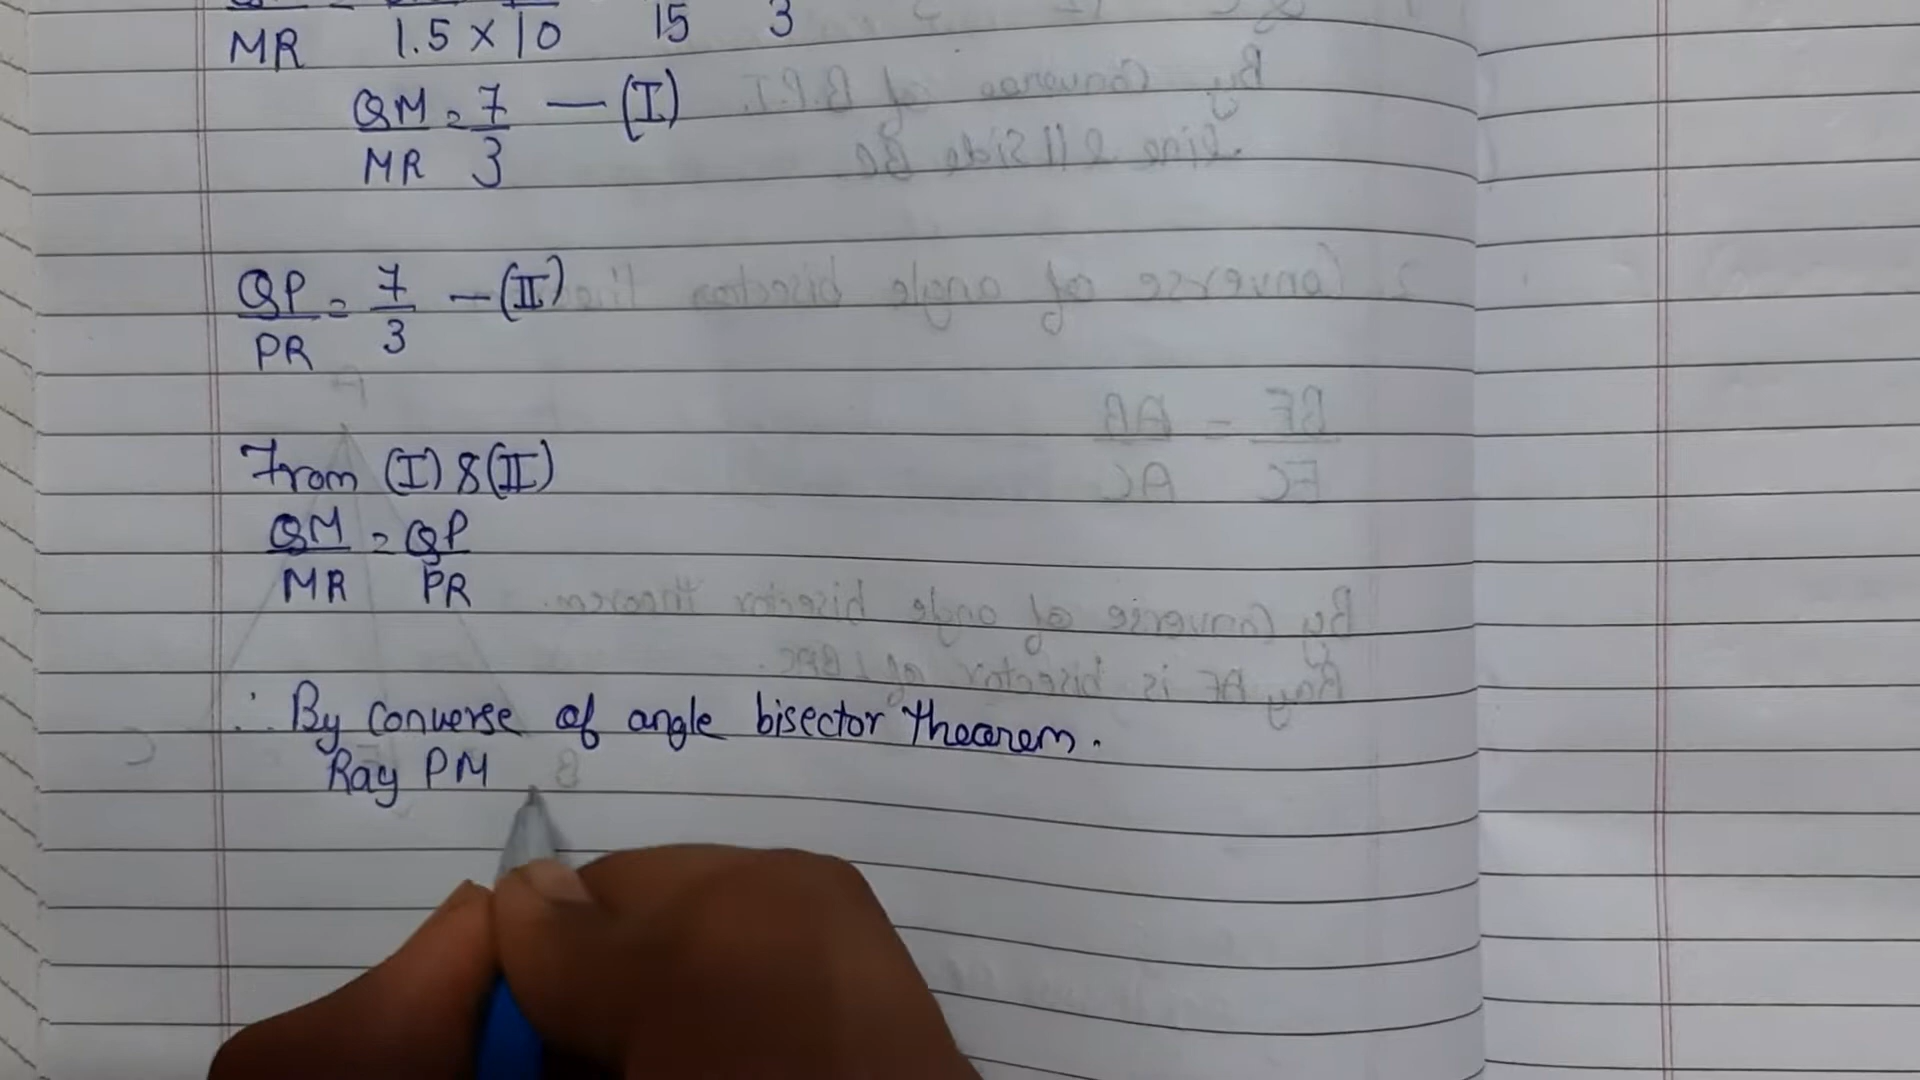 MR 1.5 × 10 15 3
QM = 7 — (I)
MR 3
QP = 7 — (II)
PR 3
From (I) & (II)
QM = QP
MR PR
∴ By converse of angle bisector theorem.
Ray PM